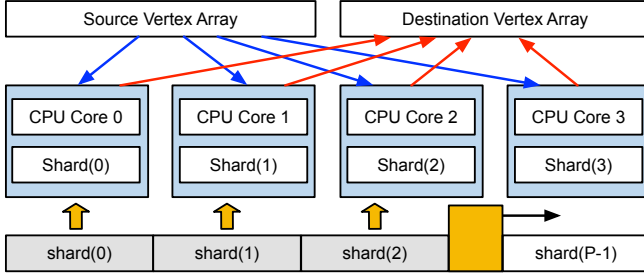 Source Vertex Array
Destination Vertex Array
CPU Core 0
CPU Core 1
CPU Core 2
CPU Core 3
Shard(0)
Shard(1)
Shard(2)
Shard(3)
shard(0)
shard(1)
shard(2)
shard(P-1)